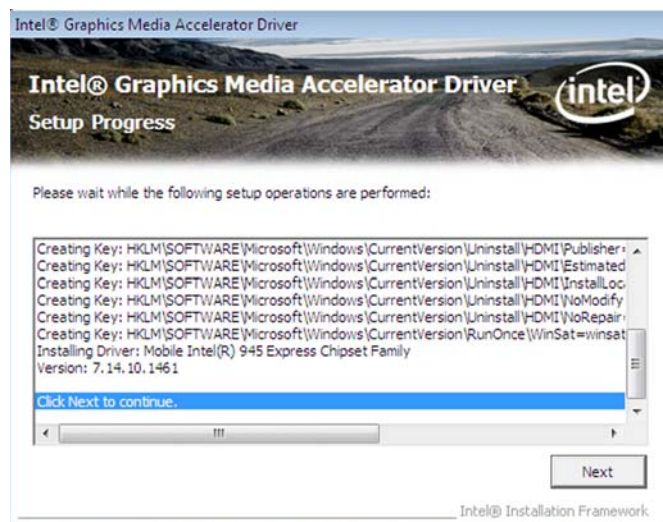 Intel® Graphics Media Accelerator Driver
Intel® Graphics Media Accelerator Driver
intel
Setup Progress
Please wait while the following setup operations are performed:
Creating Key: HKLM\SOFTWARE\Microsoft\Windows\CurrentVersion\Uninstall\HDMI\Publisher=
Creating Key: HKLM\SOFTWARE\Microsoft\Windows\CurrentVersion\Uninstall\HDMI\Estimated
Creating Key: HKLM\SOFTWARE\Microsoft\Windows\CurrentVersion\Uninstall\HDMI\InstallLoc
Creating Key: HKLM\SOFTWARE\Microsoft\Windows\CurrentVersion\Uninstall\HDMI\NoModify
Creating Key: HKLM\SOFTWARE\Microsoft\Windows\CurrentVersion\Uninstall\HDMI\NoRepair
Creating Key: HKLM\SOFTWARE\Microsoft\Windows\CurrentVersion\RunOnce\WinSat=winsat
Installing Driver: Mobile Intel(R) 945 Express Chipset Family
Version: 7.14.10.1461
Click Next to continue.
Next
Intel® Installation Framework